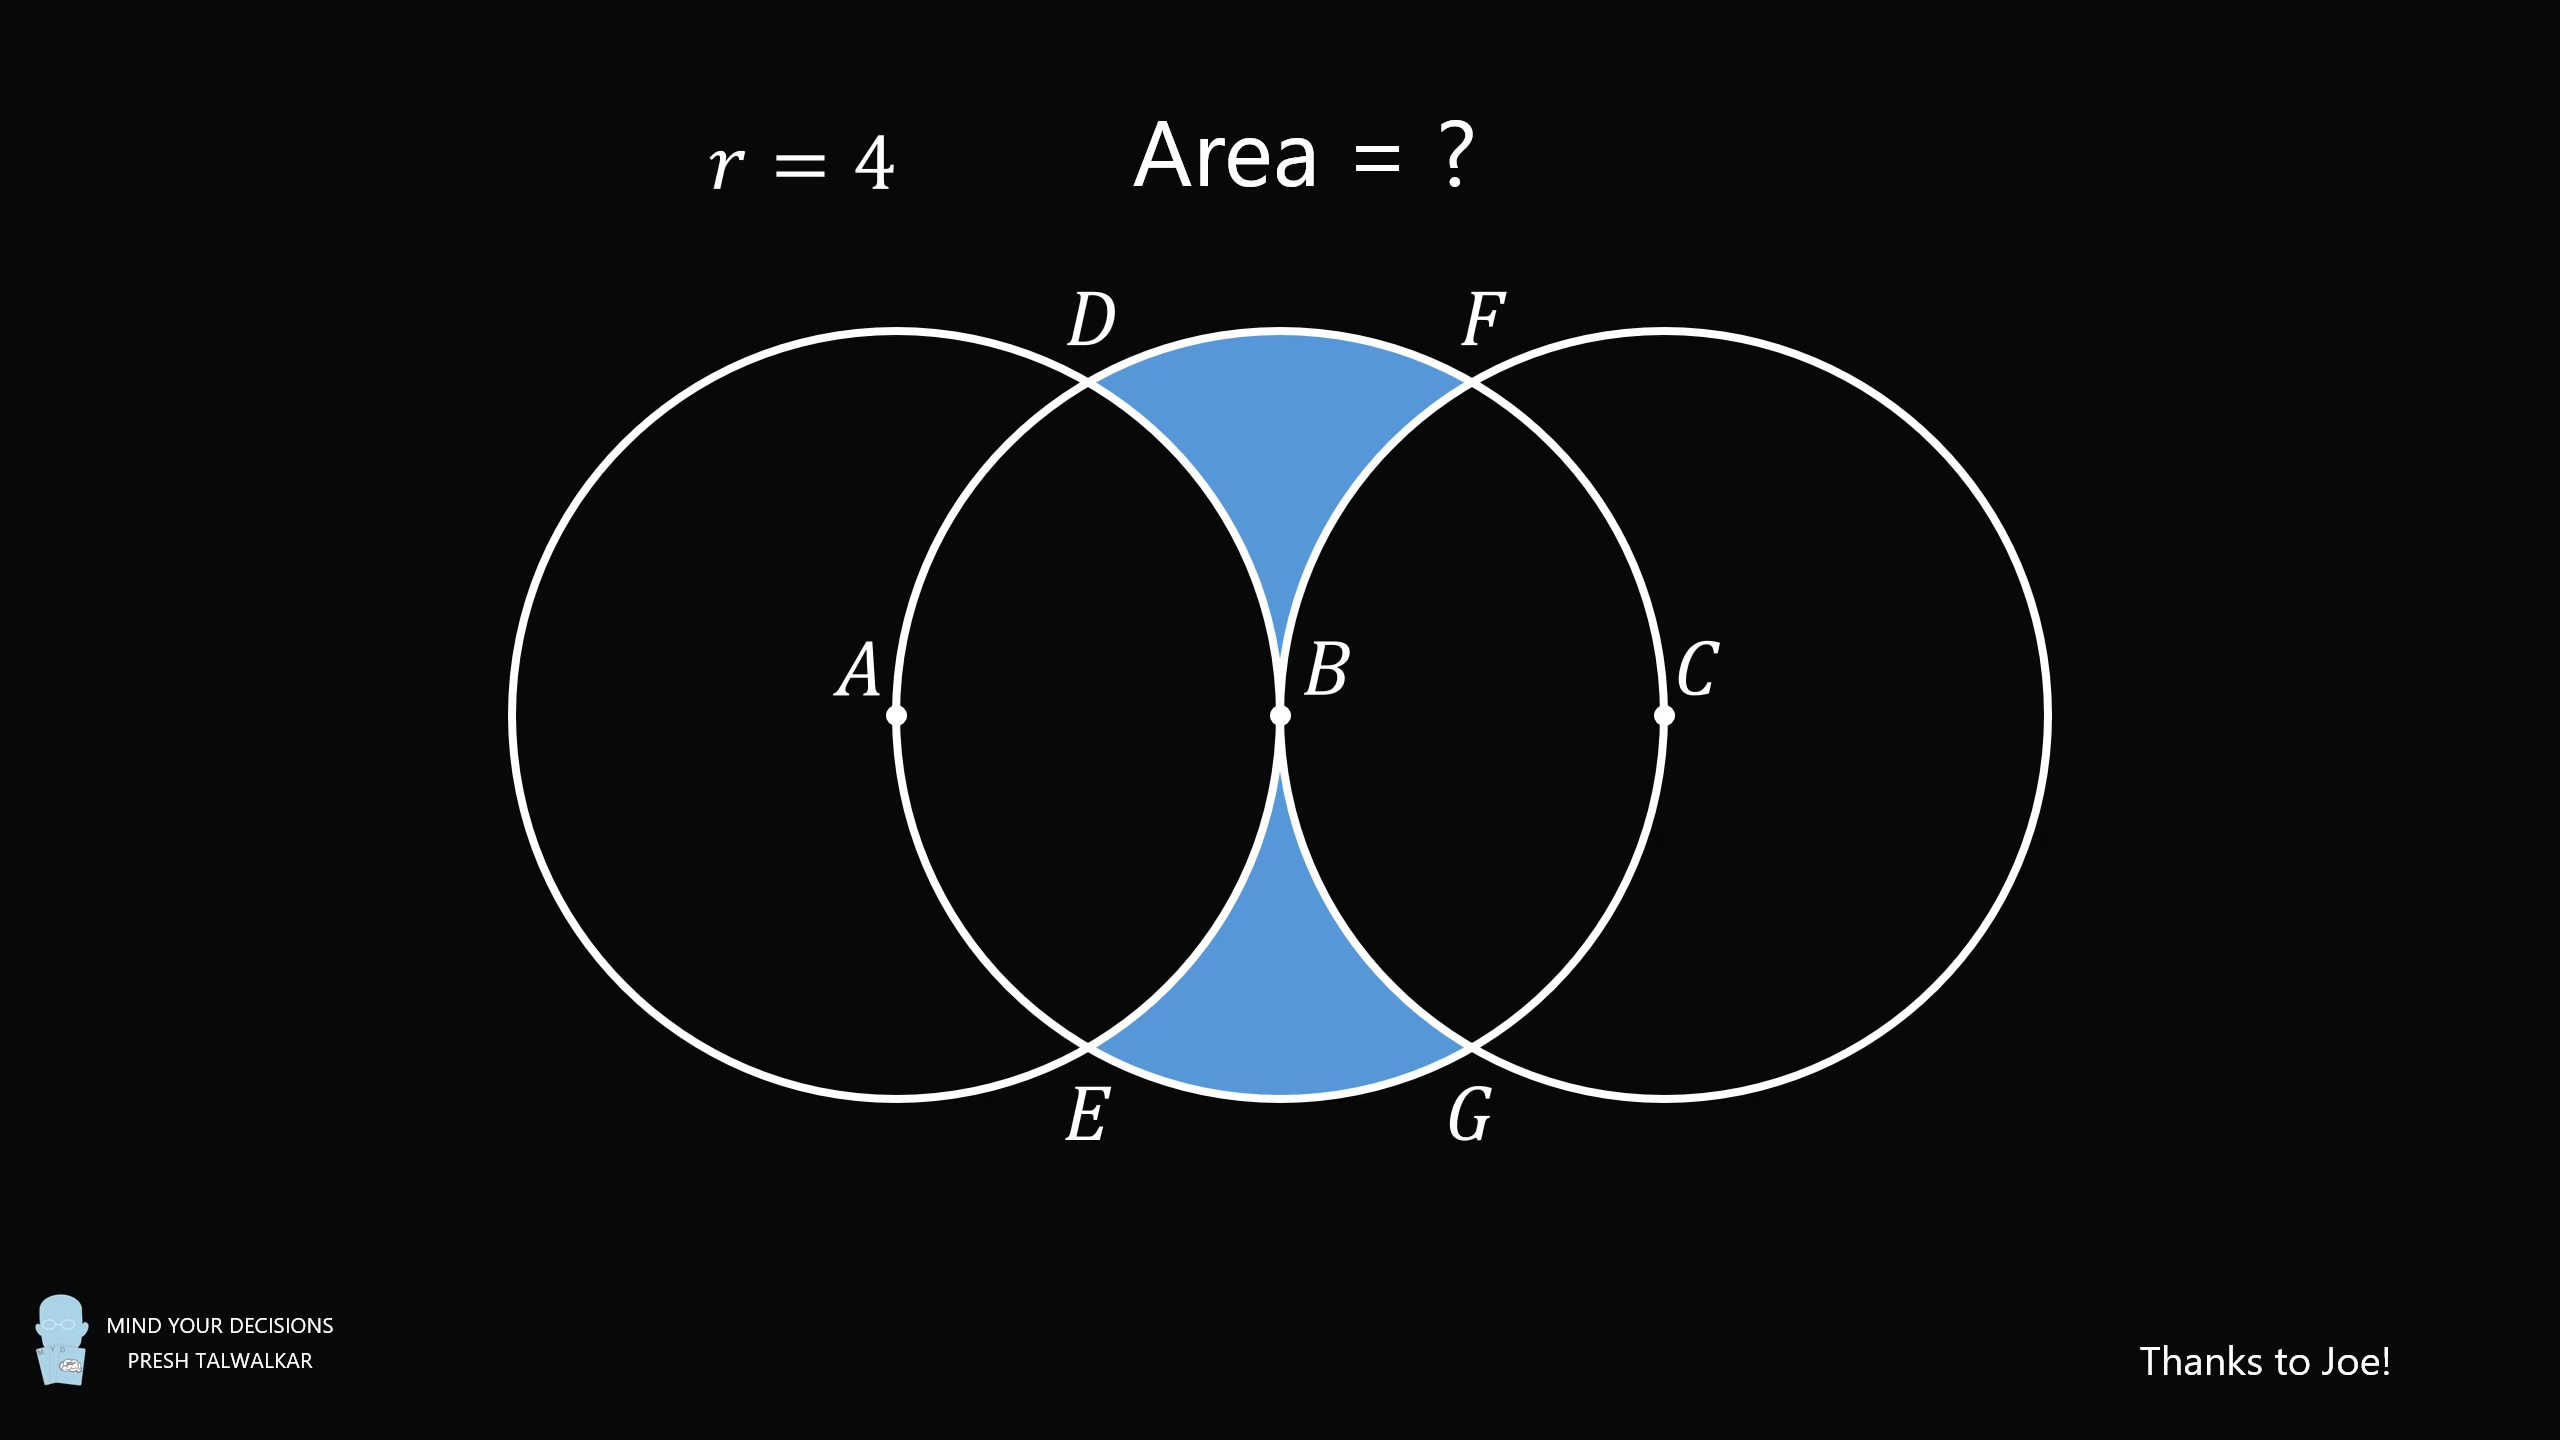 r = 4
Area = ?
D
F
A
B
C
E
G
MIND YOUR DECISIONS
PRESH TALWALKAR
Thanks to Joe!